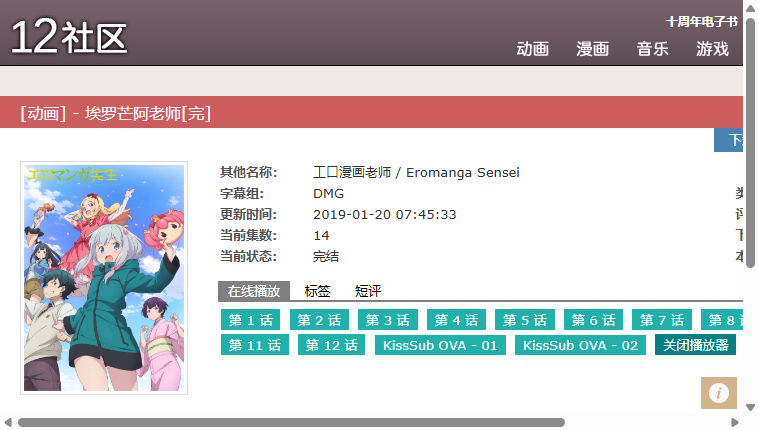 12社区
十周年电子书
动画 漫画 音乐 游戏
[动画] - 埃罗芒阿老师[完]
エロマンガ先生
其他名称: 工口漫画老师 / Eromanga Sensei
字幕组: DMG
更新时间: 2019-01-20 07:45:33
当前集数: 14
当前状态: 完结
在线播放 标签 短评
第 1 话 第 2 话 第 3 话 第 4 话 第 5 话 第 6 话 第 7 话 第 8
第 11 话 第 12 话 KissSub OVA - 01 KissSub OVA - 02 关闭播放器